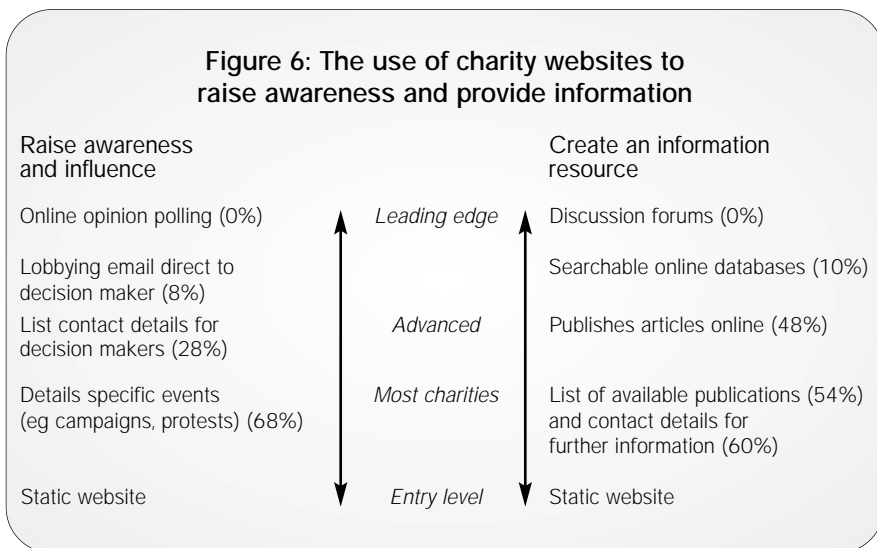 Figure 6: The use of charity websites to
raise awareness and provide information
Raise awareness
and influence
Create an information
resource
Online opinion polling (0%)
Leading edge
Discussion forums (0%)
Lobbying email direct to
decision maker (8%)
Searchable online databases (10%)
List contact details for
decision makers (28%)
Advanced
Publishes articles online (48%)
Details specific events
(eg campaigns, protests) (68%)
Most charities
List of available publications (54%)
and contact details for
further information (60%)
Static website
Entry level
Static website